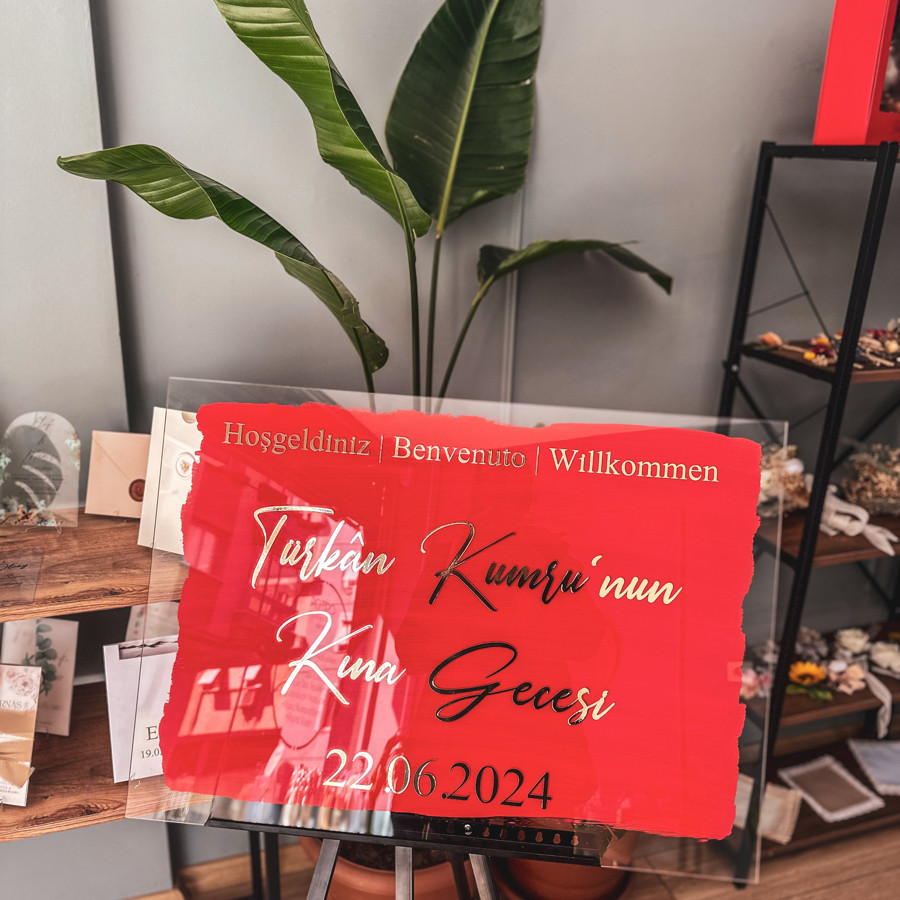 Hoşgeldiniz | Benvenuto | Willkommen
Türkân Kumru'nun
Kına Gecesi
22.06.2024